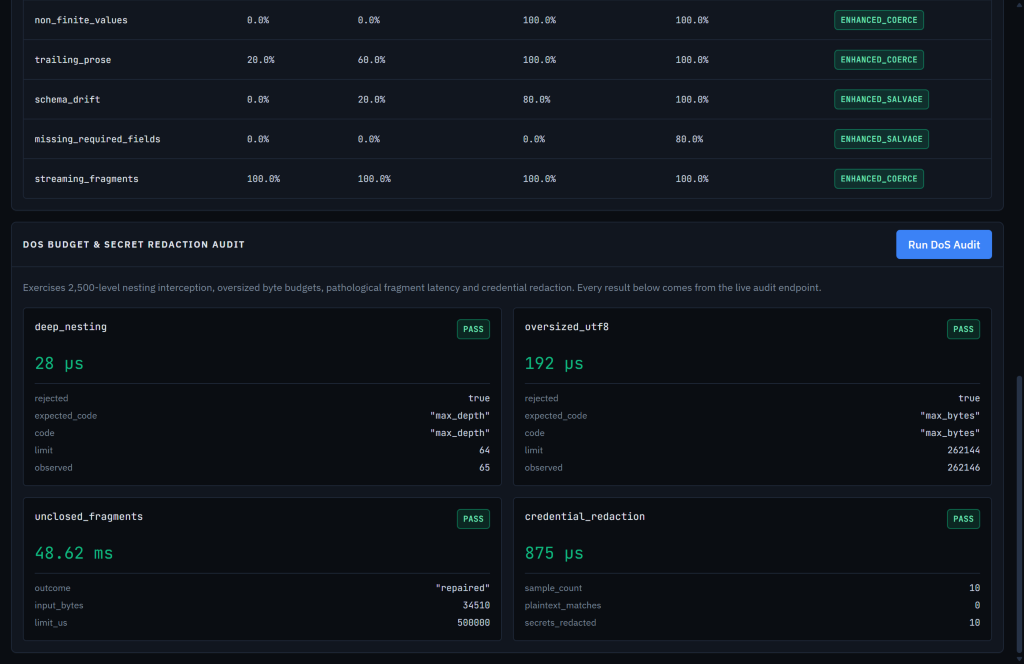 non_finite_values 0.0% 0.0% 100.0% 100.0% ENHANCED_COERCE
trailing_prose 20.0% 60.0% 100.0% 100.0% ENHANCED_COERCE
schema_drift 0.0% 20.0% 80.0% 100.0% ENHANCED_SALVAGE
missing_required_fields 0.0% 0.0% 0.0% 80.0% ENHANCED_SALVAGE
streaming_fragments 100.0% 100.0% 100.0% 100.0% ENHANCED_COERCE
DOS BUDGET & SECRET REDACTION AUDIT Run DoS Audit
Exercises 2,500-level nesting interception, oversized byte budgets, pathological fragment latency and credential redaction. Every result below comes from the live audit endpoint.
deep_nesting PASS
28 µs
rejected true
expected_code "max_depth"
code "max_depth"
limit 64
observed 65
oversized_utf8 PASS
192 µs
rejected true
expected_code "max_bytes"
code "max_bytes"
limit 262144
observed 262146
unclosed_fragments PASS
48.62 ms
outcome "repaired"
input_bytes 34510
limit_us 500000
credential_redaction PASS
875 µs
sample_count 10
plaintext_matches 0
secrets_redacted 10